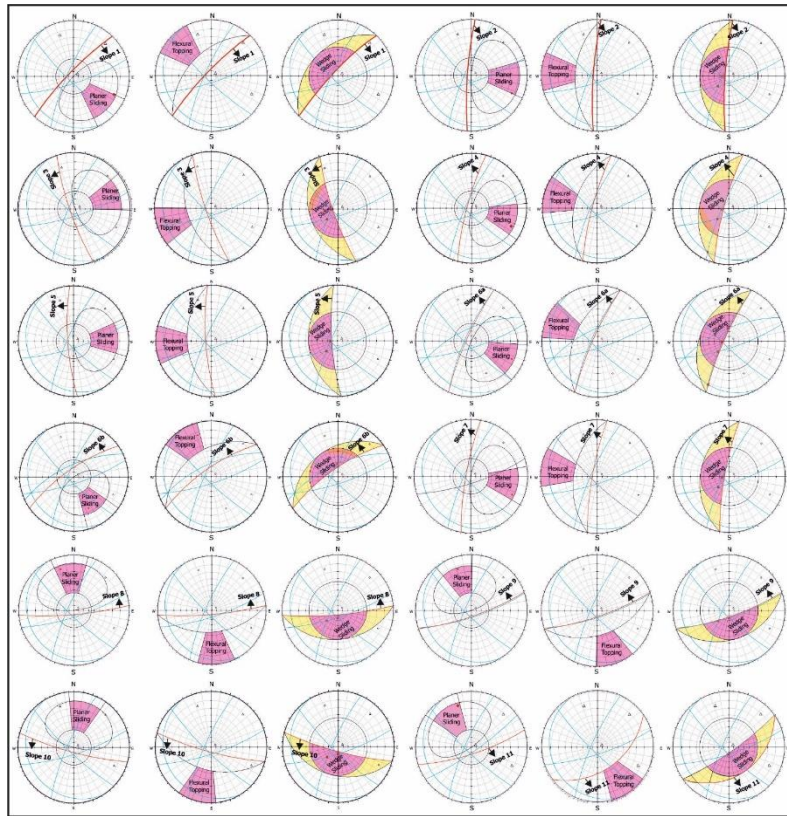 N
Slope 1
W
E
Planer
Sliding
S
N
Flexural
Topping
Slope 1
W
E
S
N
Slope 1
Wedge
Sliding
W
E
S
N
Slope 2
W
E
Planer
Sliding
S
N
Slope 2
Flexural
Topping
W
E
S
N
Slope 2
Wedge
Sliding
W
E
S
N
Slope 3
W
E
Planer
Sliding
S
N
Slope 3
W
E
Flexural
Topping
S
N
Slope 3
Wedge
Sliding
W
E
S
N
Slope 4
W
E
Planer
Sliding
S
N
Slope 4
Flexural
Topping
W
E
S
N
Slope 4
Wedge
Sliding
W
E
S
N
Slope 5
W
E
Planer
Sliding
S
N
Slope 5
Flexural
Topping
W
E
S
N
Slope 5
Wedge
Sliding
W
E
S
N
Slope 6a
W
E
Planer
Sliding
S
N
Slope 6a
Flexural
Topping
W
E
S
N
Slope 6a
Wedge
Sliding
W
E
S
N
Slope 6b
W
E
Planer
Sliding
S
N
Flexural
Topping
Slope 6b
W
E
S
N
Slope 6b
Wedge
Sliding
W
E
S
N
Slope 7
W
E
Planer
Sliding
S
N
Slope 7
Flexural
Topping
W
E
S
N
Slope 7
Wedge
Sliding
W
E
S
N
Planer
Sliding
Slope 8
W
E
S
N
Slope 8
W
E
Flexural
Topping
S
N
Slope 8
W
E
Wedge
Sliding
S
N
Planer
Sliding
Slope 9
W
E
S
N
Slope 9
W
E
Flexural
Topping
S
N
Slope 9
W
E
Wedge
Sliding
S
N
Planer
Sliding
W
E
Slope 10
S
N
W
E
Slope 10
Flexural
Topping
S
N
W
E
Slope 10
Wedge
Sliding
S
N
Planer
Sliding
W
E
Slope 11
S
N
W
E
Slope 11
Flexural
Topping
S
N
W
E
Wedge
Sliding
Slope 11
S